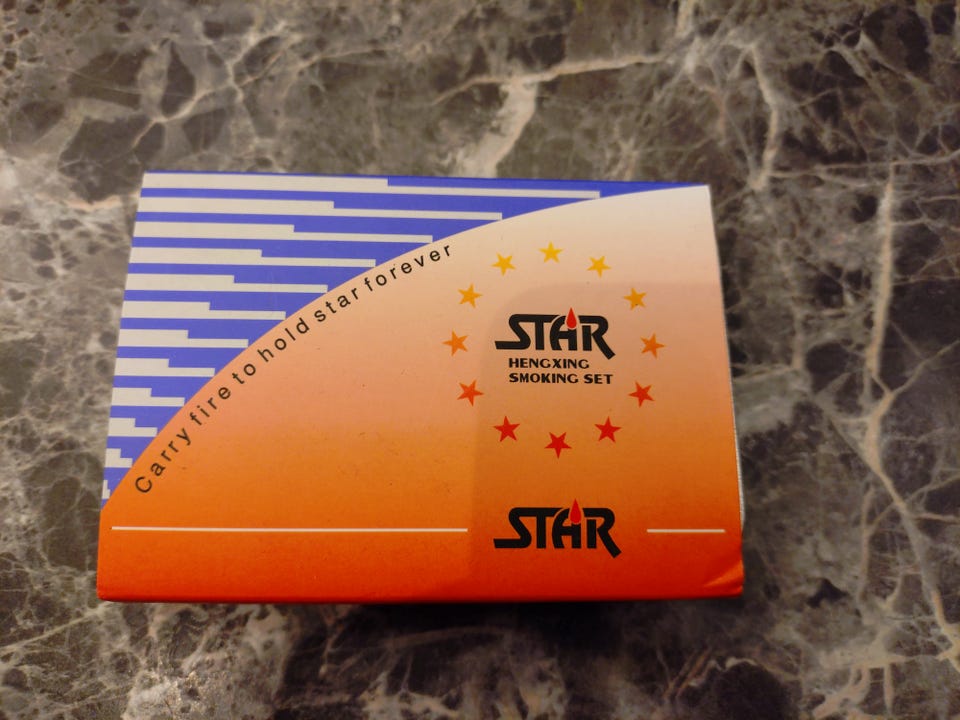 Carry fire to hold star forever
STAR
HENGXING
SMOKING SET
STAR